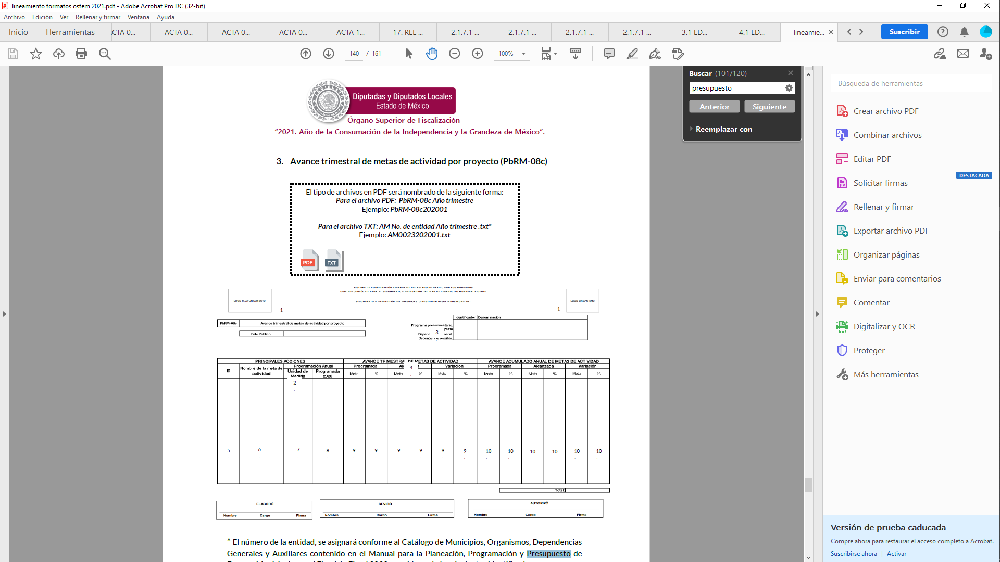 lineamiento formatos osfem 2021.pdf - Adobe Acrobat Pro DC (32-bit)
Archivo Edición Ver Rellenar y firmar Ventana Ayuda
Inicio Herramientas CTA 0... ACTA 0... ACTA 0... ACTA 0... ACTA 1... 17. REL ... 2.1.7.1 ... 2.1.7.1 ... 2.1.7.1 ... 2.1.7.1 ... 3.1 ED... 4.1 ED... lineamie... × Suscribir
140 / 161 100%
Buscar (101/120)
presupuesto
Anterior Siguiente
Reemplazar con
LEGISLATURA
ESTADO DE MÉXICO
Diputadas y Diputados Locales
Estado de México
Órgano Superior de Fiscalización
“2021. Año de la Consumación de la Independencia y la Grandeza de México”.
3. Avance trimestral de metas de actividad por proyecto (PbRM-08c)
El tipo de archivos en PDF será nombrado de la siguiente forma:
Para el archivo PDF: PbRM-08c Año trimestre
Ejemplo: PbRM-08c202001
Para el archivo TXT: AM No. de entidad Año trimestre .txt*
Ejemplo: AM0023202001.txt
PDF TXT
SISTEMA DE COORDINACIÓN HACENDARIA DEL ESTADO DE MÉXICO CON SUS MUNICIPIOS
GUIA METODOLÓGICA PARA EL SEGUIMIENTO Y EVALUACIÓN DEL PLAN DE DESARROLLO MUNICIPAL VIGENTE
SEGUIMIENTO Y EVALUACIÓN DEL PRESUPUESTO BASADO EN RESULTADOS MUNICIPAL
LOGO H. AYUNTAMIENTO 1 1 LOGO ORGANISMO
Identificador Denominación
PbRM-08c Avance trimestral de metas de actividad por proyecto
Programa presupuestario:
yecto
Ente Público:
Depend 3 neral:
Dependencia Auxiliar:
PRINCIPALES ACCIONES AVANCE TRIMESTRAL DE METAS DE ACTIVIDAD AVANCE ACUMULADO ANUAL DE METAS DE ACTIVIDAD
ID Nombre de la meta de actividad Programación Anual Programada Al 4 Variación Programada Alcanzada Variación
Unidad de Medida Programada 2020 Meta % Meta % Meta % Meta % Meta % Meta %
2
5 6 7 8 9 9 9 9 9 9 10 10 10 10 10 10
Total:
ELABORÓ REVISÓ AUTORIZÓ
Nombre Cargo Firma Nombre Cargo Firma Nombre Cargo Firma
* El número de la entidad, se asignará conforme al Catálogo de Municipios, Organismos, Dependencias
Generales y Auxiliares contenido en el Manual para la Planeación, Programación y Presupuesto de
Búsqueda de herramientas
Crear archivo PDF
Combinar archivos
Editar PDF
DESTACADA
Solicitar firmas
Rellenar y firmar
Exportar archivo PDF
Organizar páginas
Enviar para comentarios
Comentar
Digitalizar y OCR
Proteger
Más herramientas
Versión de prueba caducada
Compre ahora para restaurar el acceso completo a Acrobat.
Suscribirse ahora Activar